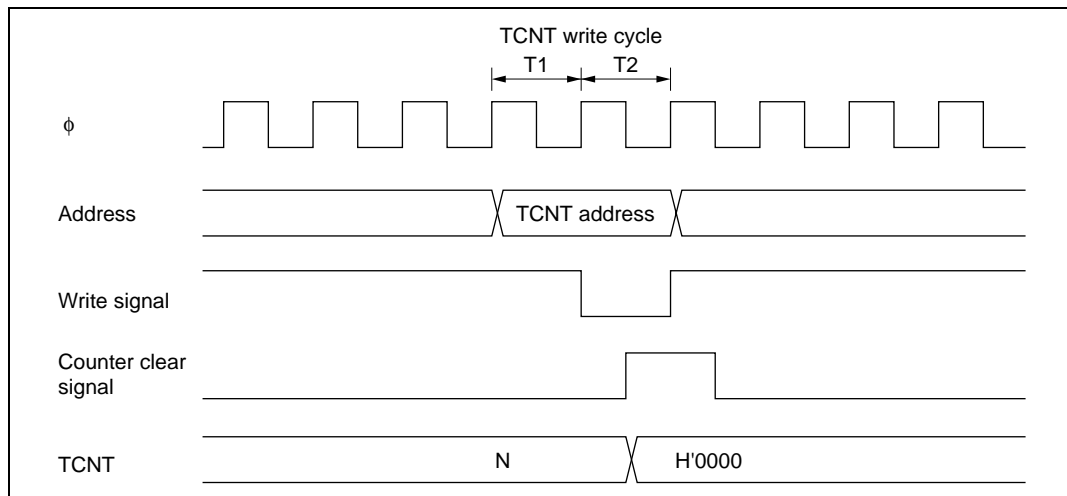 TCNT write cycle
T1 T2
φ
Address TCNT address
Write signal
Counter clear
signal
TCNT N H'0000